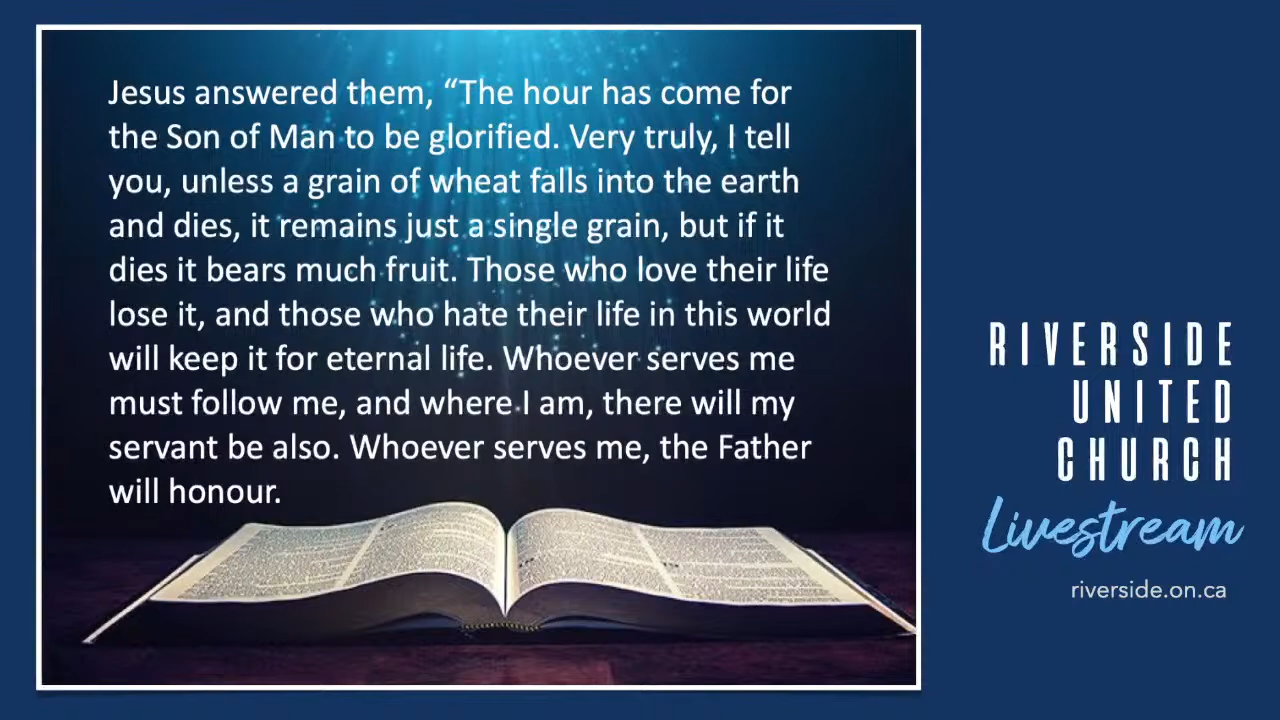 Jesus answered them, “The hour has come for
the Son of Man to be glorified. Very truly, I tell
you, unless a grain of wheat falls into the earth
and dies, it remains just a single grain, but if it
dies it bears much fruit. Those who love their life
lose it, and those who hate their life in this world
will keep it for eternal life. Whoever serves me
must follow me, and where I am, there will my
servant be also. Whoever serves me, the Father
will honour.
RIVERSIDE
UNITED
CHURCH
Livestream
riverside.on.ca